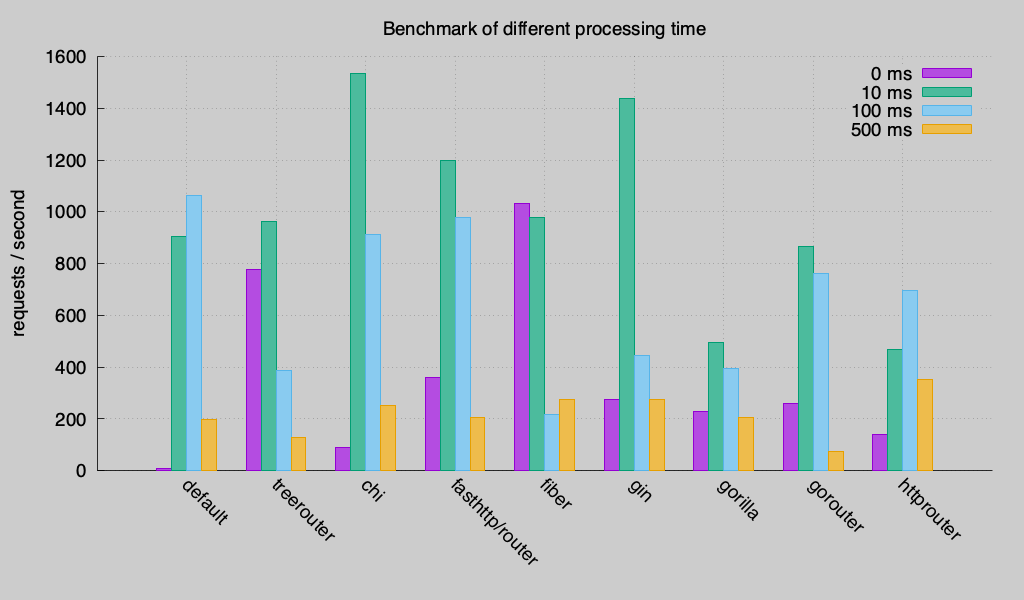 Benchmark of different processing time
1600
1400
1200
1000
800
600
400
200
0
requests / second
0 ms
10 ms
100 ms
500 ms
default
treerouter
chi
fasthttp/router
fiber
gin
gorilla
gorouter
httprouter